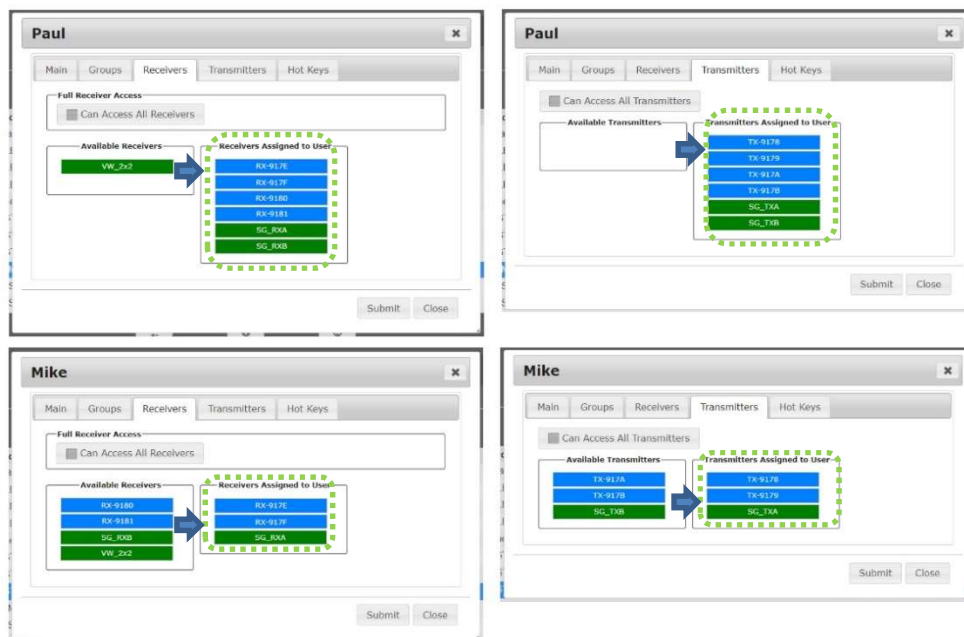 Paul
Main Groups Receivers Transmitters Hot Keys
Full Receiver Access
Can Access All Receivers
Available Receivers
VW_2x2
Receivers Assigned to User
RX-917E
RX-917F
RX-9180
RX-9181
SG_RXA
SG_RXB
Submit Close
Paul
Main Groups Receivers Transmitters Hot Keys
Can Access All Transmitters
Available Transmitters
Transmitters Assigned to User
TX-9178
TX-9179
TX-917A
TX-917B
SG_TXA
SG_TXB
Submit Close
Mike
Main Groups Receivers Transmitters Hot Keys
Full Receiver Access
Can Access All Receivers
Available Receivers
RX-9180
RX-9181
SG_RXB
VW_2x2
Receivers Assigned to User
RX-917E
RX-917F
SG_RXA
Submit Close
Mike
Main Groups Receivers Transmitters Hot Keys
Can Access All Transmitters
Available Transmitters
TX-917A
TX-917B
SG_TXB
Transmitters Assigned to User
TX-9178
TX-9179
SG_TXA
Submit Close